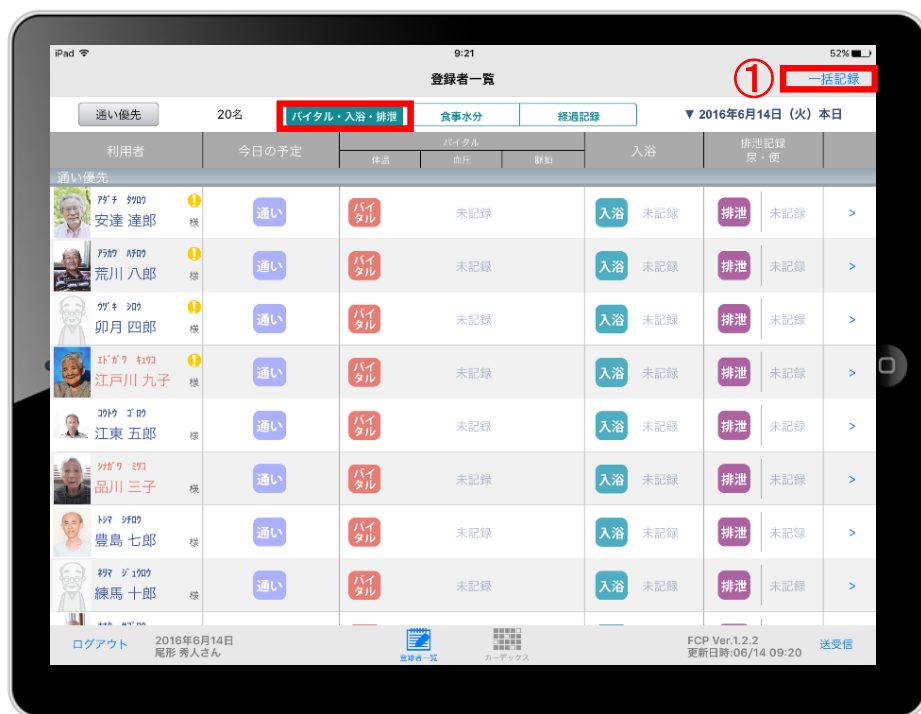 iPad 9:21 52%
登録者一覧 ① 一括記録
通い優先 20名 バイタル・入浴・排泄 食事水分 経過記録 ▼ 2016年6月14日（火）本日
利用者 今日の予定 バイタル 入浴 排泄記録
体温 血圧 脈拍 尿・便
通い優先
ｱﾀﾞﾁ ﾀﾂﾛｳ
安達 達郎 様 通い バイタル 未記録 入浴 未記録 排泄 未記録 >
ｱﾗｶﾜ ﾊﾁﾛｳ
荒川 八郎 様 通い バイタル 未記録 入浴 未記録 排泄 未記録 >
ｳﾂﾞｷ ｼﾛｳ
卯月 四郎 様 通い バイタル 未記録 入浴 未記録 排泄 未記録 >
ｴﾄﾞｶﾞﾜ ｷｭｳｺ
江戸川 九子 様 通い バイタル 未記録 入浴 未記録 排泄 未記録 >
ｺｳﾄｳ ｺﾞﾛｳ
江東 五郎 様 通い バイタル 未記録 入浴 未記録 排泄 未記録 >
ｼﾅｶﾞﾜ ﾐﾂｺ
品川 三子 様 通い バイタル 未記録 入浴 未記録 排泄 未記録 >
ﾄｼﾏ ｼﾁﾛｳ
豊島 七郎 様 通い バイタル 未記録 入浴 未記録 排泄 未記録 >
ﾈﾘﾏ ｼﾞｭｳﾛｳ
練馬 十郎 様 通い バイタル 未記録 入浴 未記録 排泄 未記録 >
ログアウト 2016年6月14日 FCP Ver.1.2.2 送受信
尾形 秀人さん 登録者一覧 カーデックス 更新日時:06/14 09:20